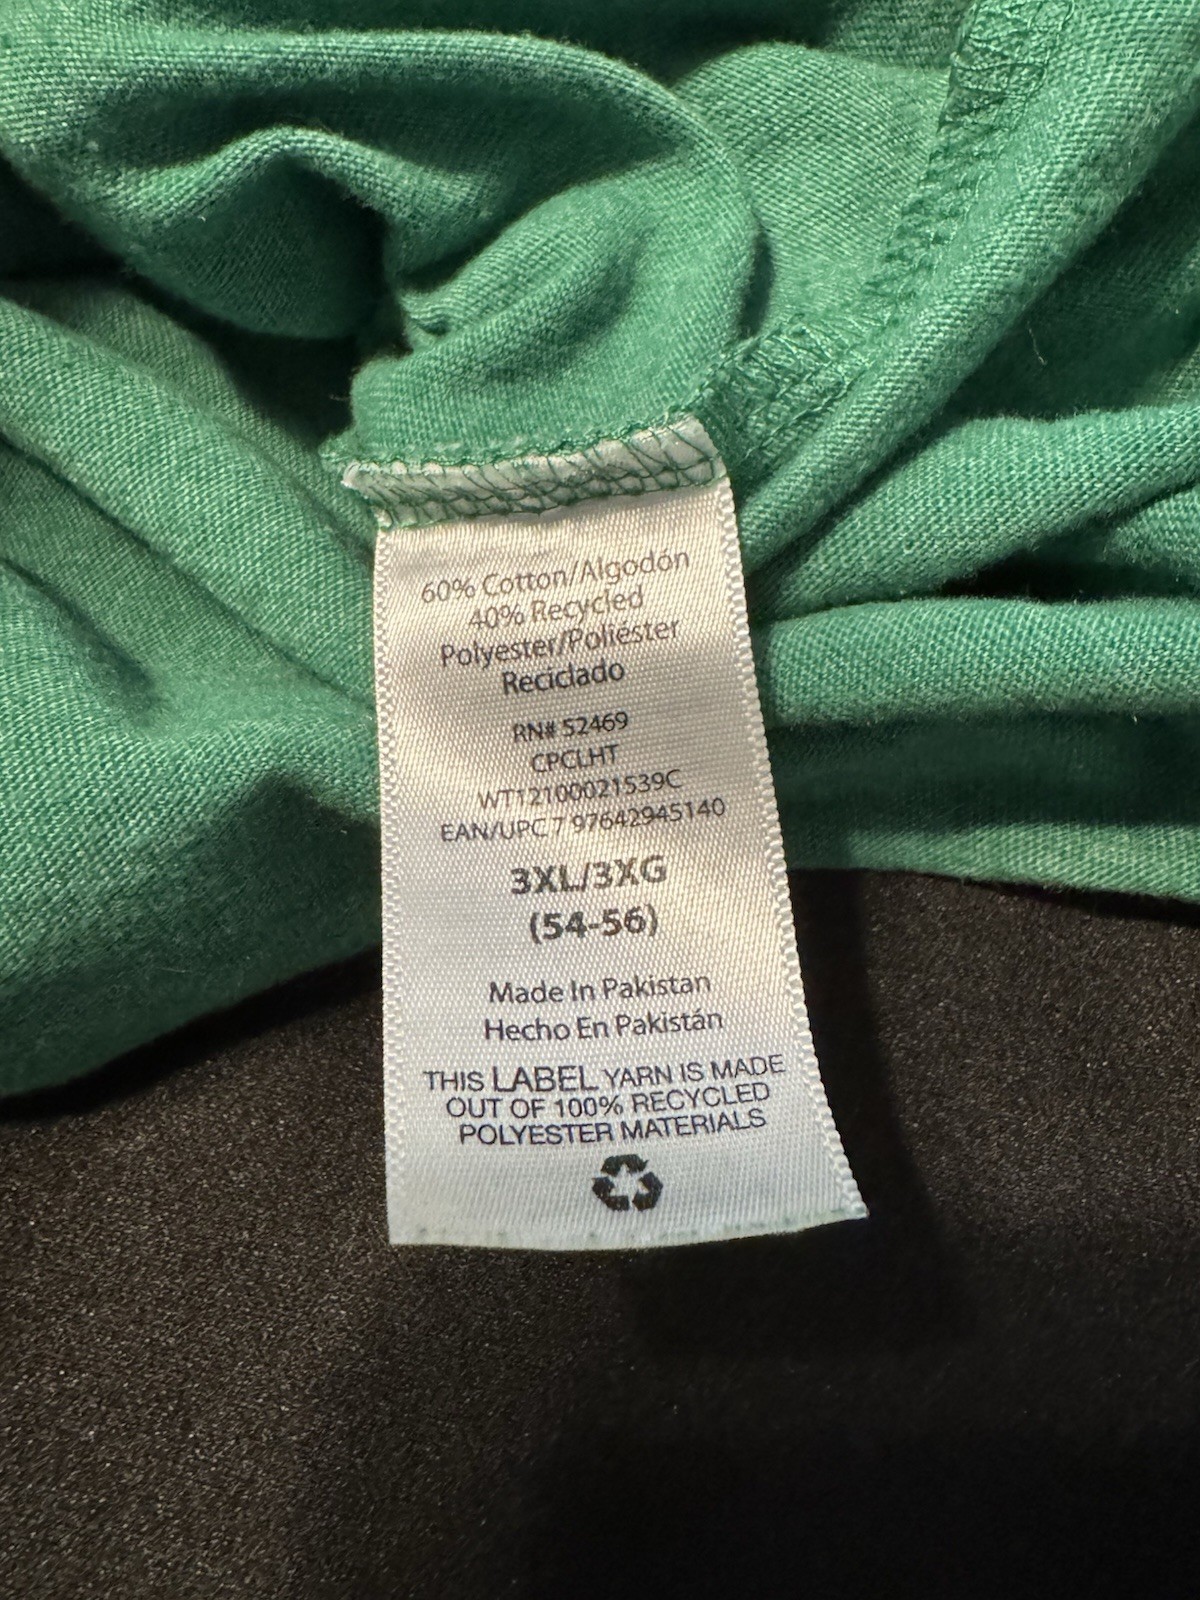 60% Cotton/Algodón
40% Recycled
Polyester/Poliéster
Reciclado
RN# 52469
CPCLHT
WT12100021539C
EAN/UPC 7 97642945140
3XL/3XG
(54-56)
Made In Pakistan
Hecho En Pakistán
THIS LABEL YARN IS MADE
OUT OF 100% RECYCLED
POLYESTER MATERIALS